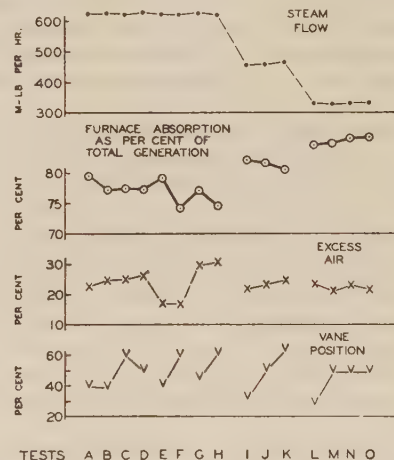 STEAM
FLOW
M-LB PER HR.
600
500
400
300
FURNACE ABSORPTION
AS PER CENT OF
TOTAL GENERATION
PER CENT
80
75
70
EXCESS
AIR
PER CENT
30
20
10
VANE
POSITION
PER CENT
60
40
20
TESTS A B C D E F G H I J K L M N O